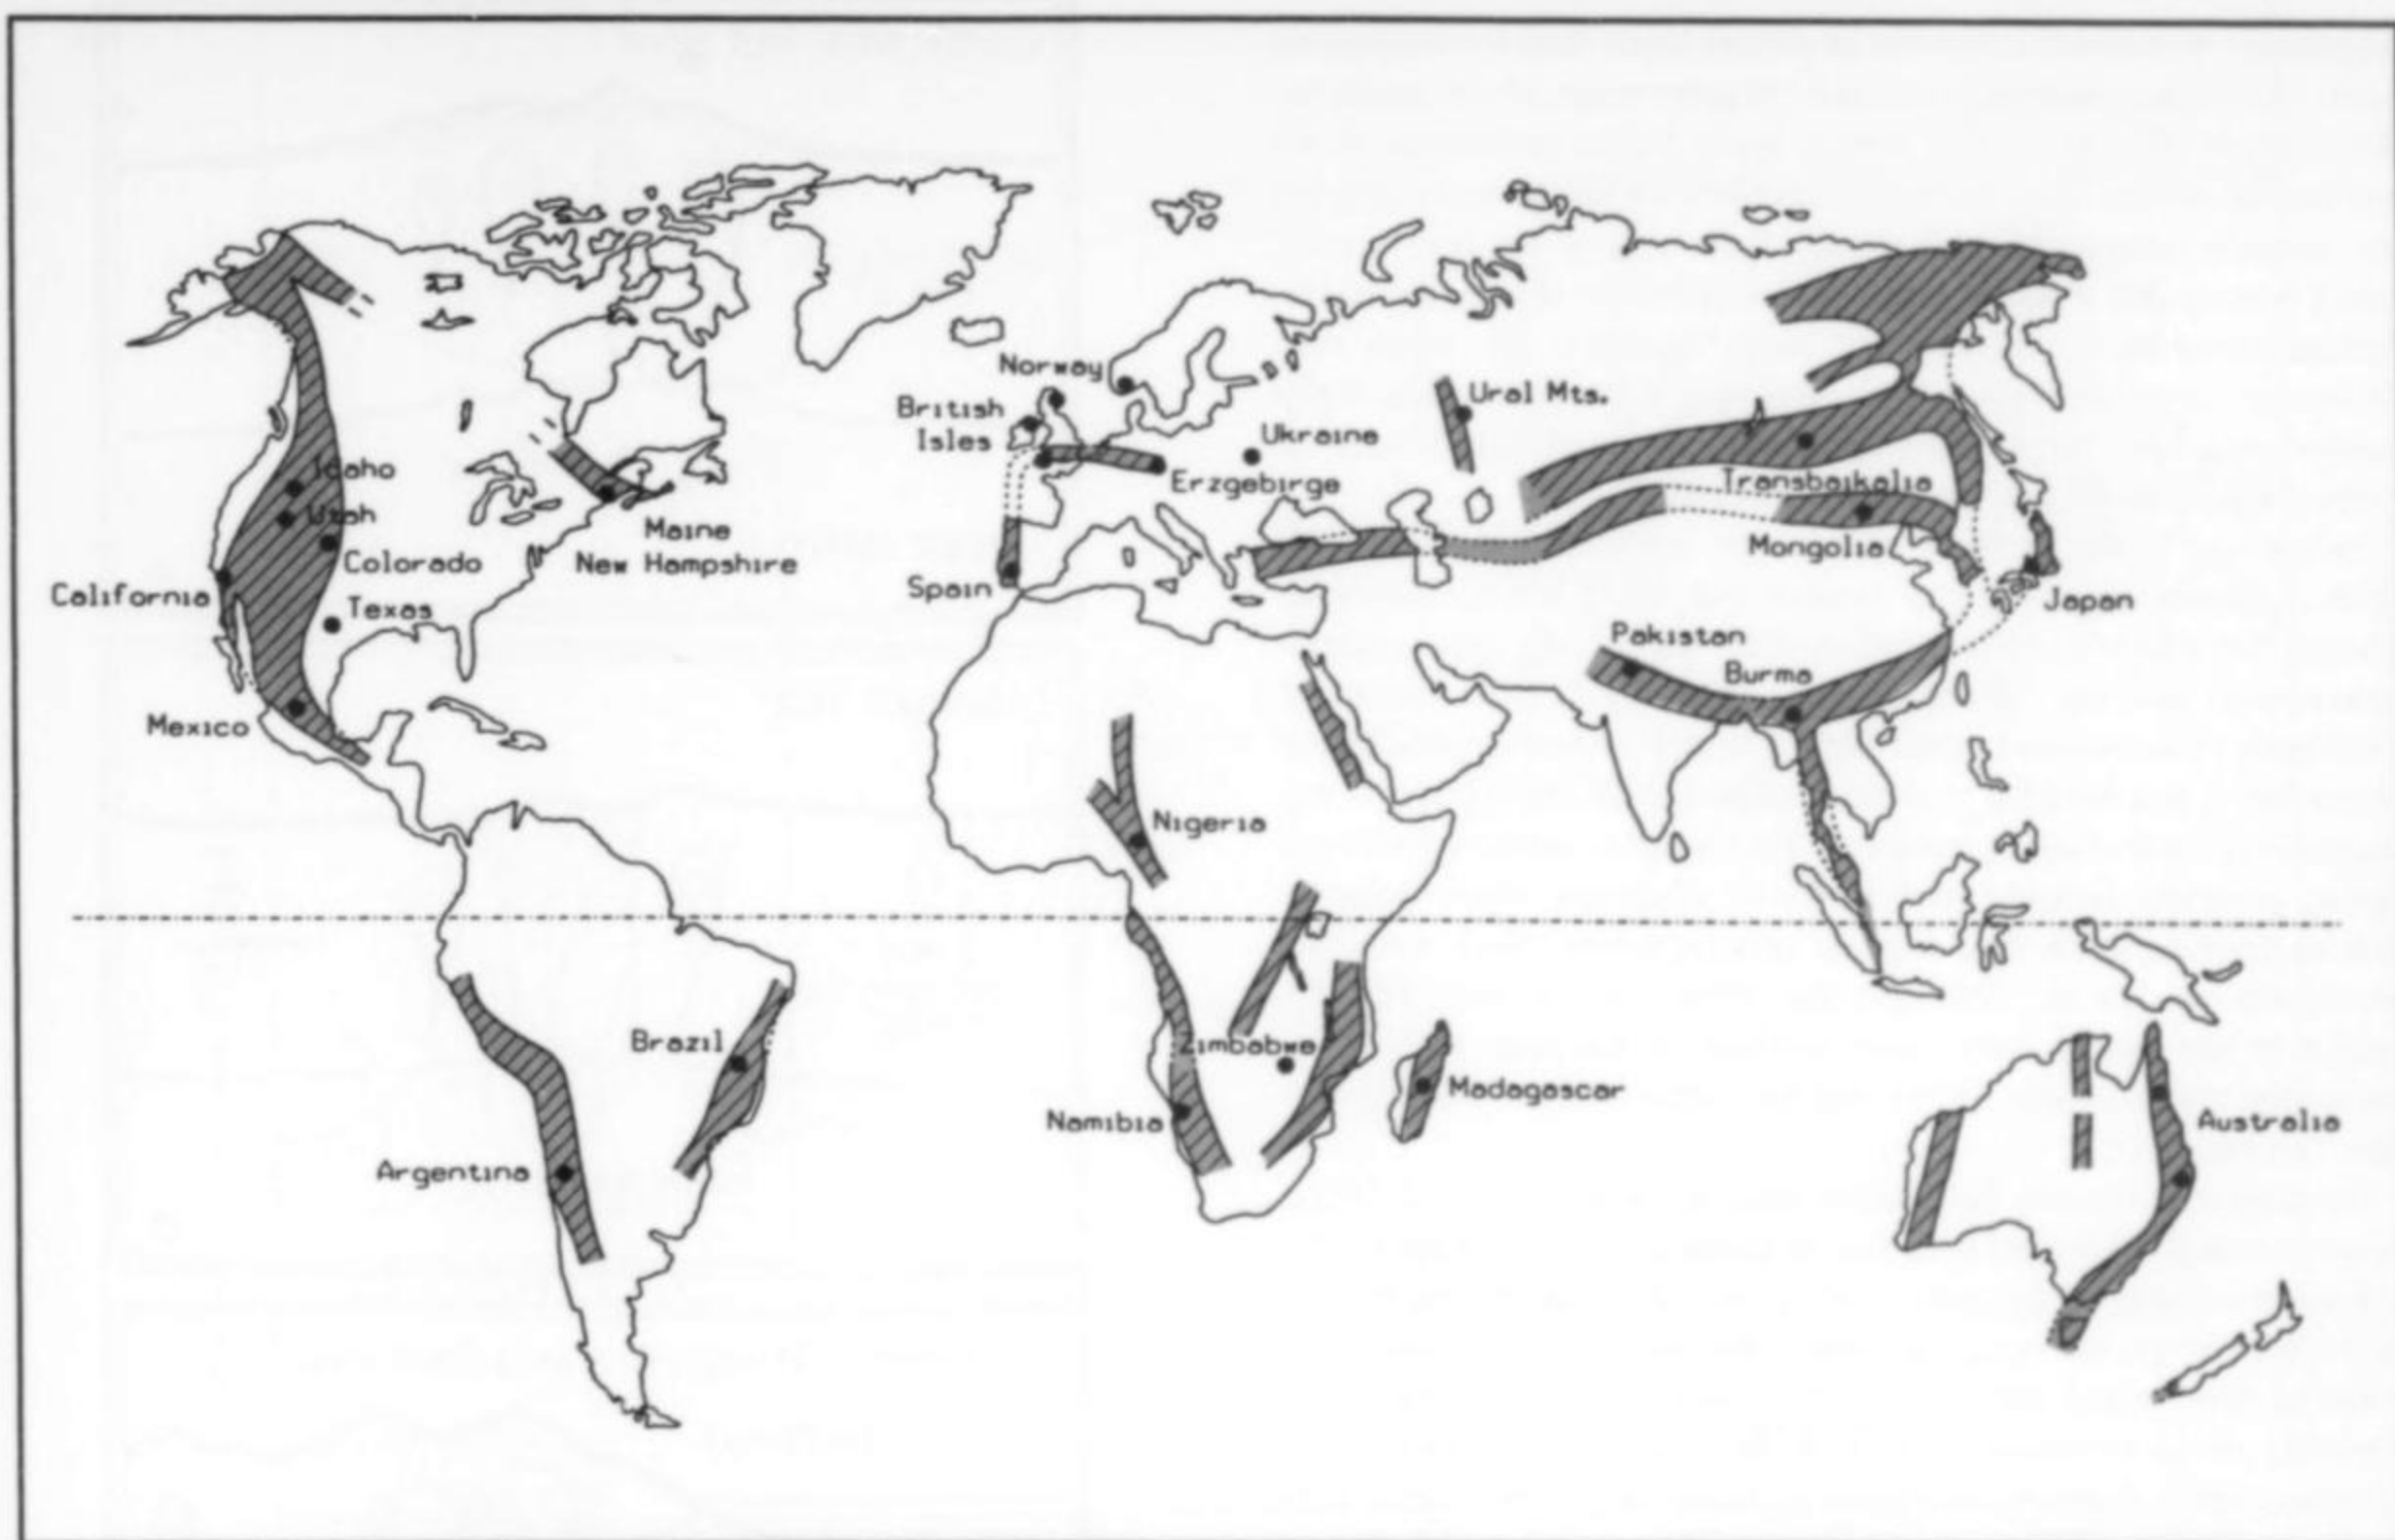 Norway
British
Isles
Ural Mts.
Ukraine
Erzgebirge
Idaho
Utah
Maine
New Hampshire
Colorado
California
Texas
Mexico
Spain
Transbaikalia
Mongolia
Japan
Pakistan
Burma
Nigeria
Brazil
Zimbabwe
Madagascar
Namibia
Argentina
Australia